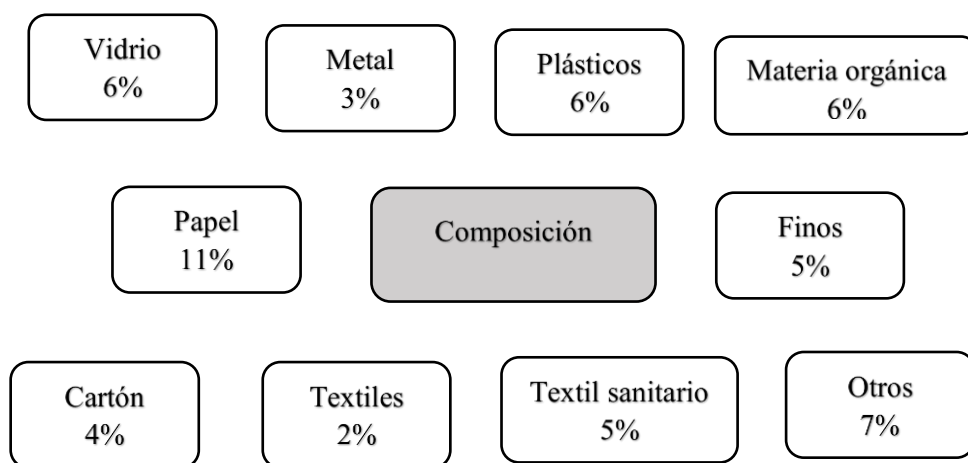 Vidrio
6%
Metal
3%
Plásticos
6%
Materia orgánica
6%
Papel
11%
Composición
Finos
5%
Cartón
4%
Textiles
2%
Textil sanitario
5%
Otros
7%